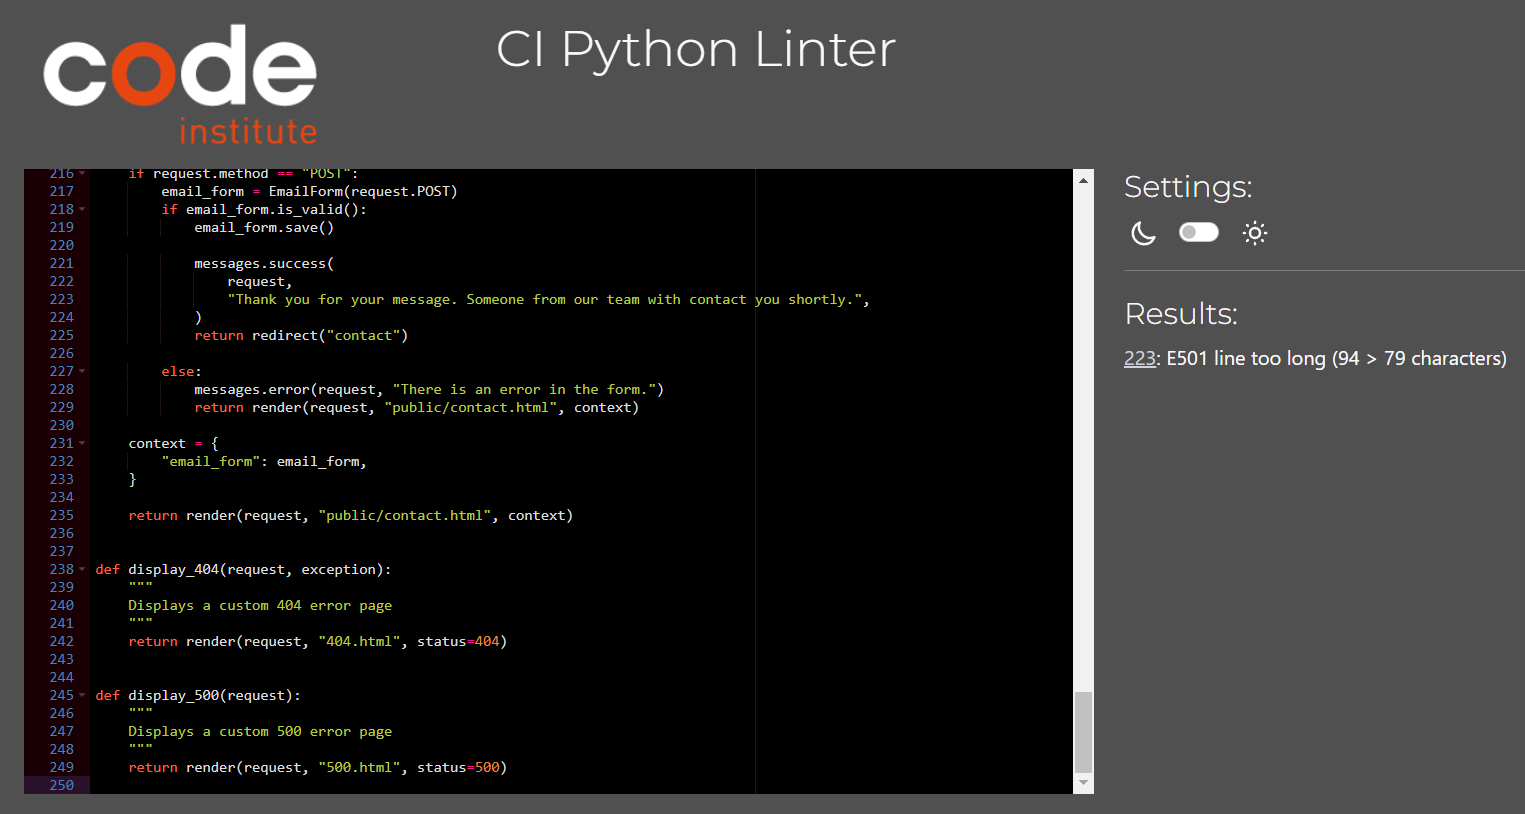 code
institute
CI Python Linter
216 if request.method == "POST":
217 email_form = EmailForm(request.POST)
218 if email_form.is_valid():
219 email_form.save()
220
221 messages.success(
222 request,
223 "Thank you for your message. Someone from our team with contact you shortly.",
224 )
225 return redirect("contact")
226
227 else:
228 messages.error(request, "There is an error in the form.")
229 return render(request, "public/contact.html", context)
230
231 context = {
232 "email_form": email_form,
233 }
234
235 return render(request, "public/contact.html", context)
236
237
238 def display_404(request, exception):
239 """
240 Displays a custom 404 error page
241 """
242 return render(request, "404.html", status=404)
243
244
245 def display_500(request):
246 """
247 Displays a custom 500 error page
248 """
249 return render(request, "500.html", status=500)
250
Settings:
Results:
223: E501 line too long (94 > 79 characters)